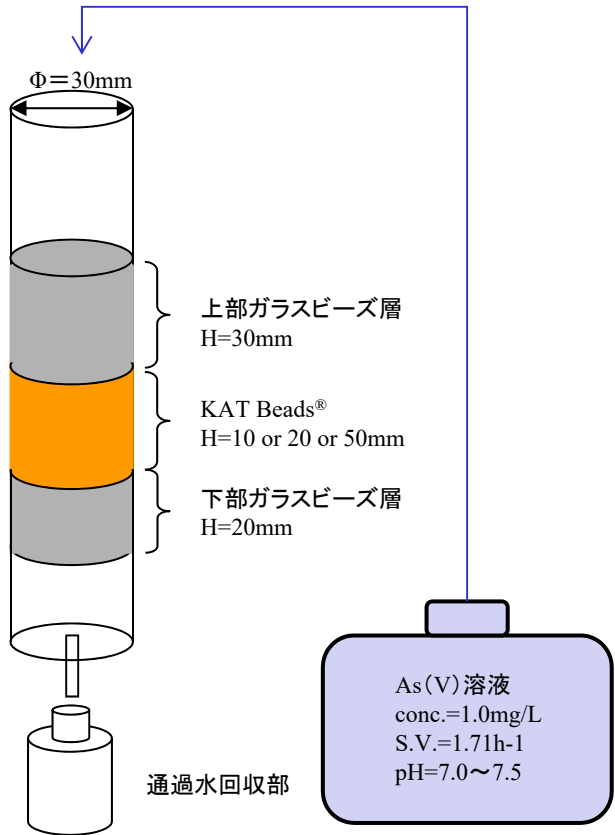 Φ＝30mm
上部ガラスビーズ層
H=30mm
KAT Beads®
H=10 or 20 or 50mm
下部ガラスビーズ層
H=20mm
As（V）溶液
conc.=1.0mg/L
S.V.=1.71h-1
pH=7.0～7.5
通過水回収部